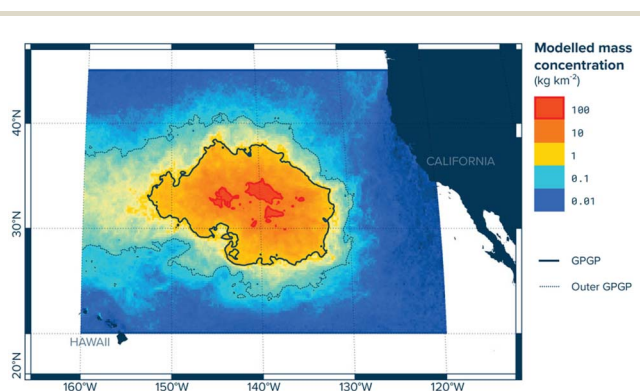 Modelled mass
concentration
(kg km⁻²)
100
10
1
0.1
0.01
GPGP
Outer GPGP
40°N
30°N
20°N
CALIFORNIA
HAWAII
160°W 150°W 140°W 130°W 120°W